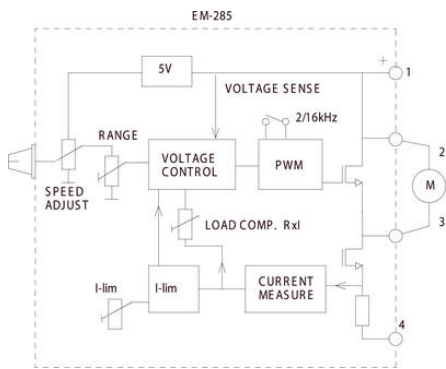 EM-285
5V
+
1
VOLTAGE SENSE
2/16kHz
RANGE
2
VOLTAGE
CONTROL
PWM
M
SPEED
ADJUST
3
LOAD COMP. RxI
I-lim
I-lim
CURRENT
MEASURE
4